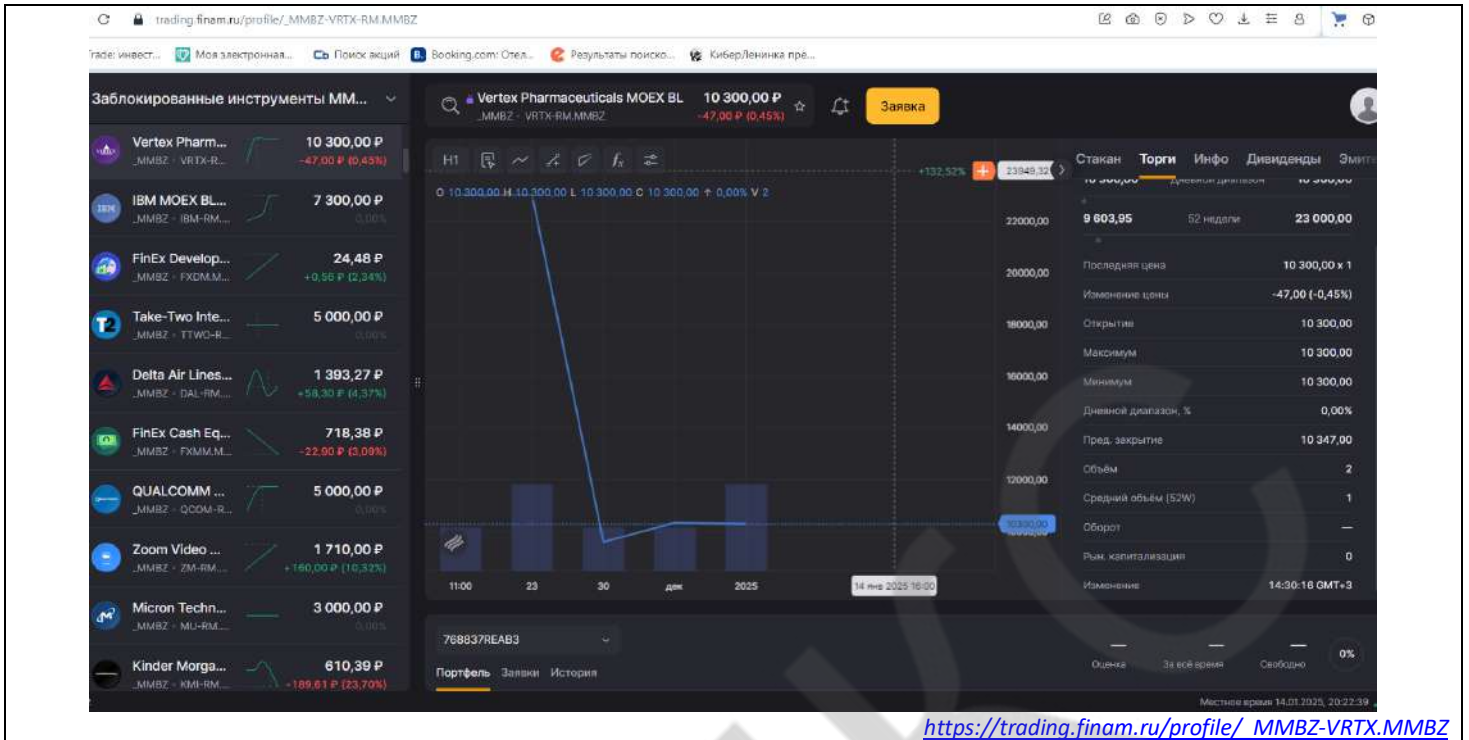 trading.finam.ru/profile/_MMBZ-VRTX-RM.MMBZ
Trade: инвест... Моя электронная... Поиск акций Booking.com: Отел... Результаты поиско... КиберЛенинка пре...
Заблокированные инструменты ММ...
Vertex Pharm... 10 300,00 ₽
_MMBZ · VRTX-R... -47,00 ₽ (0,45%)
IBM MOEX BL... 7 300,00 ₽
_MMBZ · IBM-RM.... 0,00%
FinEx Develop... 24,48 ₽
_MMBZ · FXDM.M... +0,56 ₽ (2,34%)
Take-Two Inte... 5 000,00 ₽
_MMBZ · TTWO-R... 0,00%
Delta Air Lines... 1 393,27 ₽
_MMBZ · DAL-RM.... +58,30 ₽ (4,37%)
FinEx Cash Eq... 718,38 ₽
_MMBZ · FXMM.M... -22,90 ₽ (3,09%)
QUALCOMM ... 5 000,00 ₽
_MMBZ · QCOM-R... 0,00%
Zoom Video ... 1 710,00 ₽
_MMBZ · ZM-RM.... +160,00 ₽ (10,32%)
Micron Techn... 3 000,00 ₽
_MMBZ · MU-RM.... 0,00%
Kinder Morga... 610,39 ₽
_MMBZ · KMI-RM.... -189,61 ₽ (23,70%)
Vertex Pharmaceuticals MOEX BL 10 300,00 ₽
_MMBZ · VRTX-RM.MMBZ -47,00 ₽ (0,45%)
Заявка
H1
O 10 300,00 H 10 300,00 L 10 300,00 C 10 300,00 ↑ 0,00% V 2
+132,52% 23949,32
22000,00
20000,00
18000,00
16000,00
14000,00
12000,00
10300,00
11:00 23 30 дек 2025 14 янв 2025 16:00
768837REAB3
Портфель Заявки История
Стакан Торги Инфо Дивиденды Эмит
10 300,00 Дневной диапазон 10 300,00
9 603,95 52 недели 23 000,00
Последняя цена 10 300,00 x 1
Изменение цены -47,00 (-0,45%)
Открытие 10 300,00
Максимум 10 300,00
Минимум 10 300,00
Дневной диапазон, % 0,00%
Пред. закрытие 10 347,00
Объём 2
Средний объём (52W) 1
Оборот —
Рын. капитализация 0
Изменение 14:30:16 GMT+3
— — — 0%
Оценка За всё время Свободно
Местное время 14.01.2025, 20:22:39
https://trading.finam.ru/profile/_MMBZ-VRTX.MMBZ